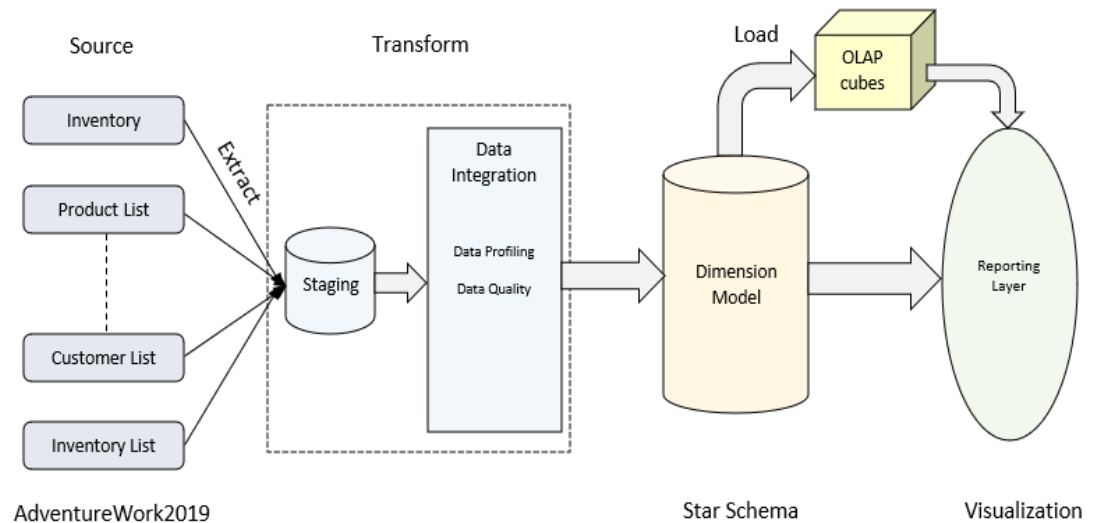 Source
Transform
Load
OLAP
cubes
Inventory
Extract
Product List
Customer List
Inventory List
Staging
Data
Integration
Data Profiling
Data Quality
Dimension
Model
Reporting
Layer
AdventureWork2019
Star Schema
Visualization